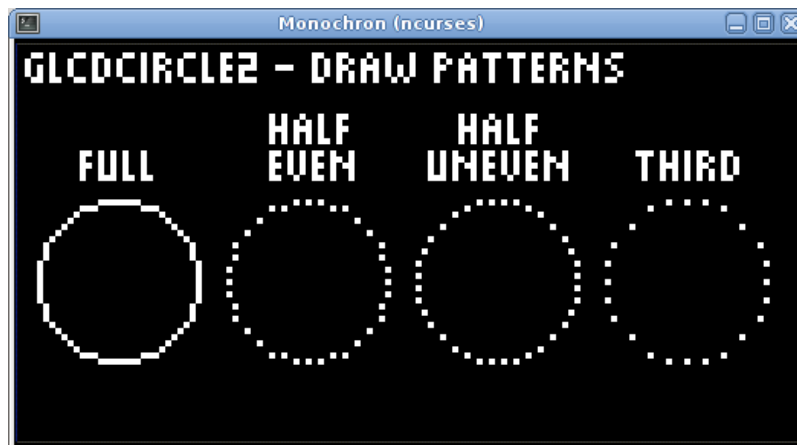 Monochron (ncurses)
GLCDCIRCLE2 - DRAW PATTERNS
HALF HALF
FULL EVEN UNEVEN THIRD